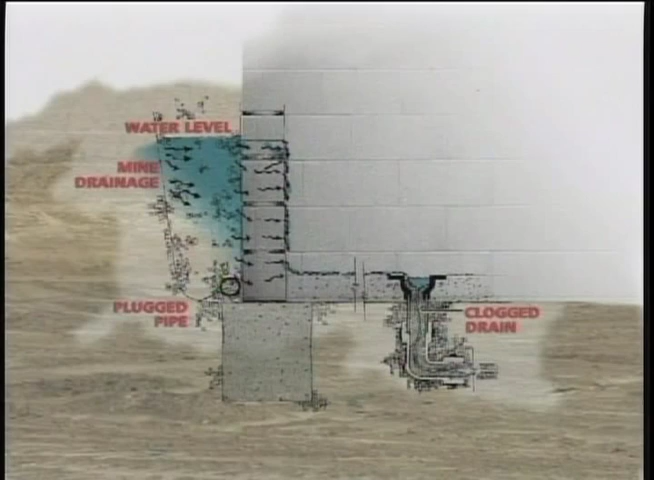 WATER LEVEL
MINE
DRAINAGE
PLUGGED
PIPE
CLOGGED
DRAIN